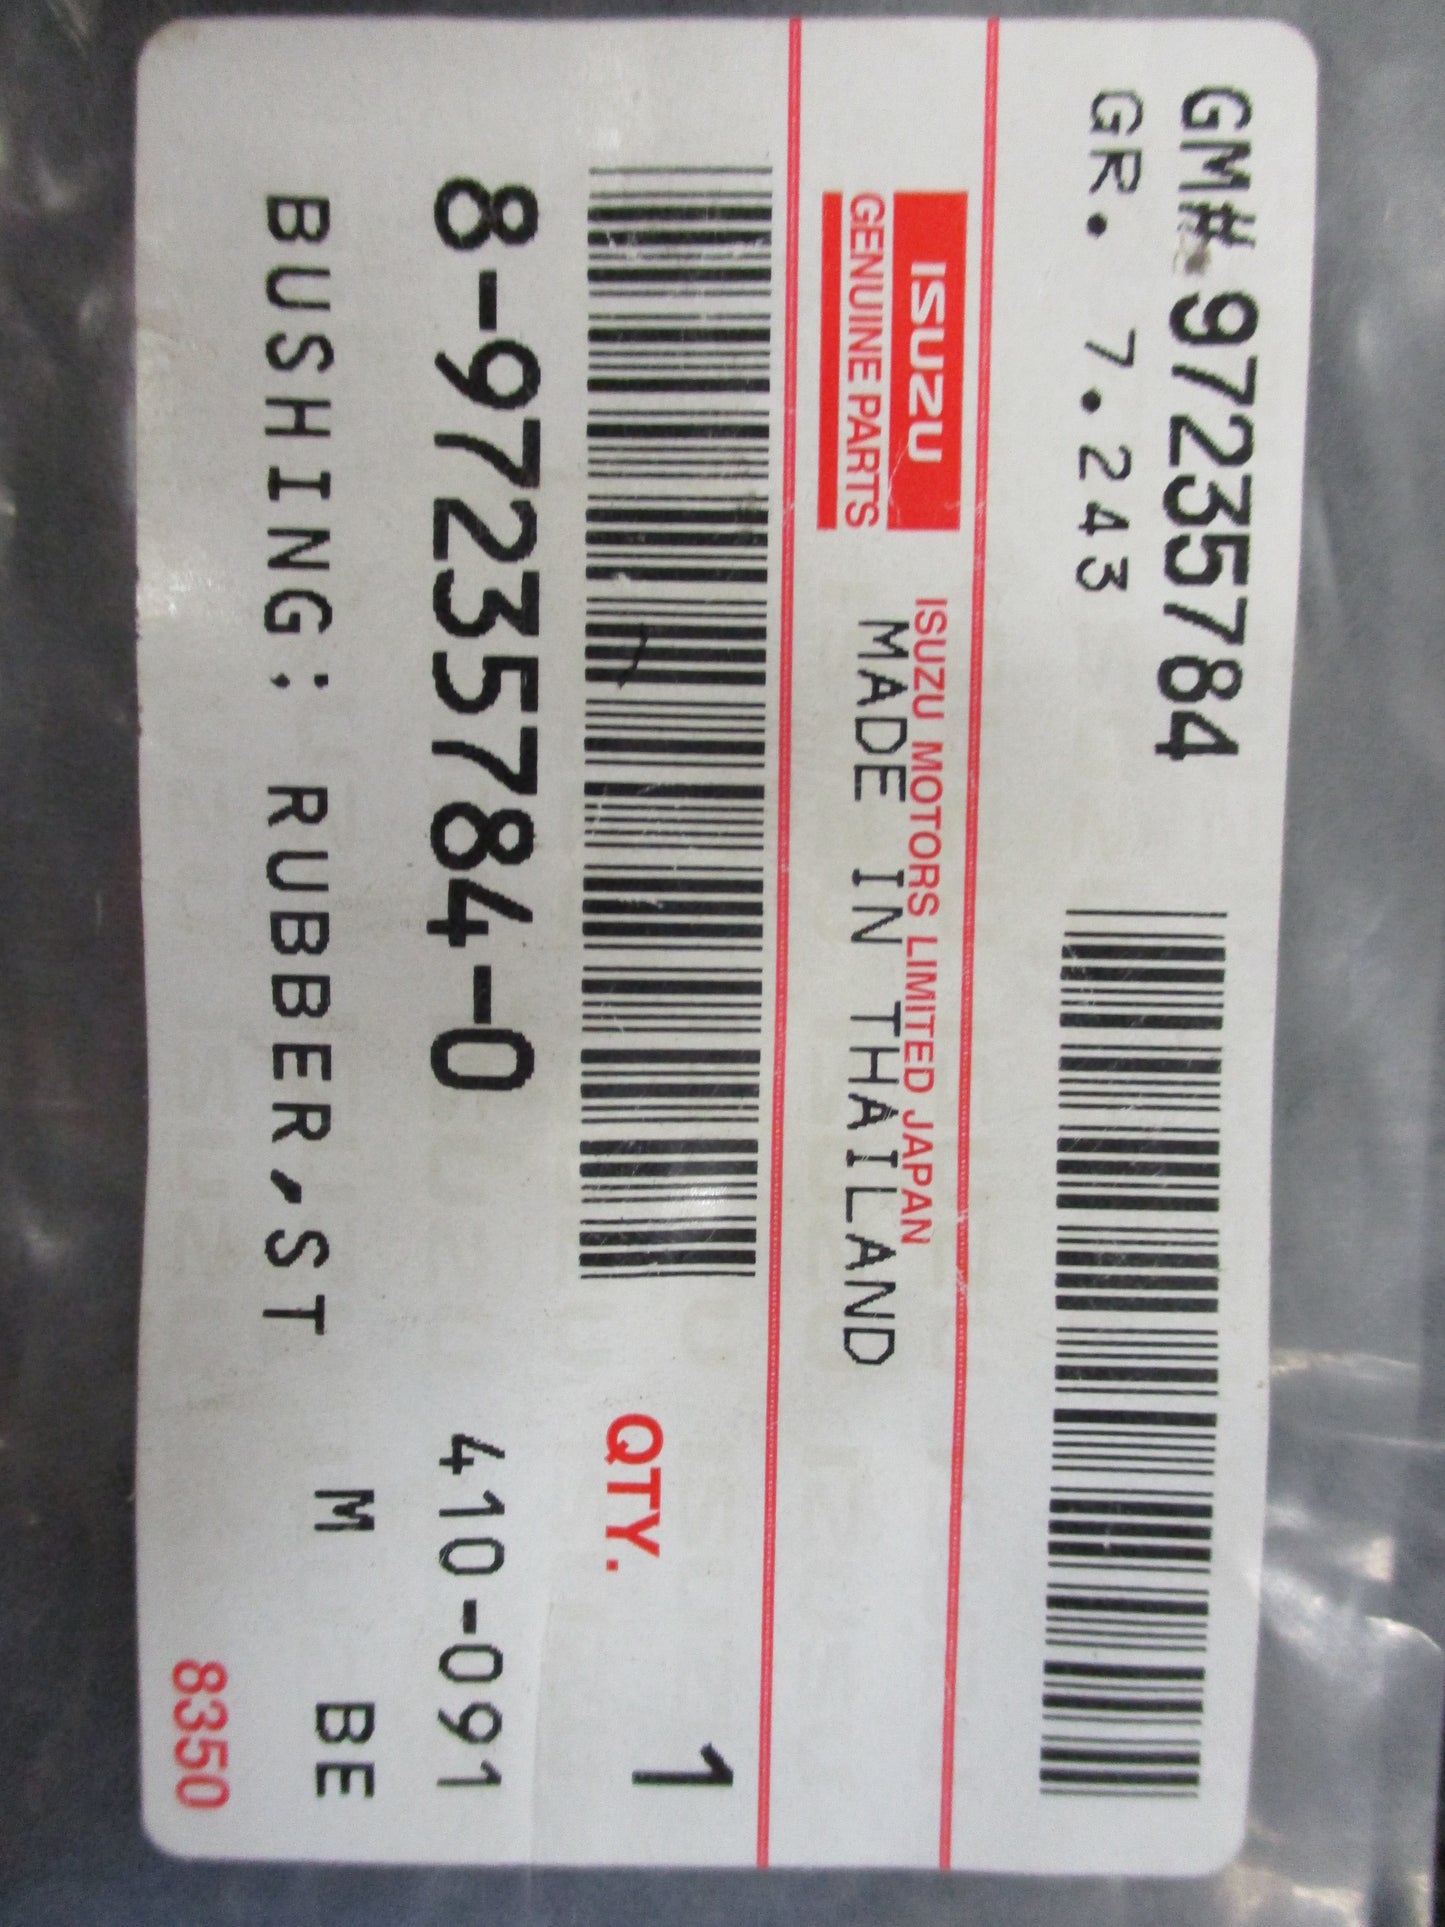 GM# 97235784
GR. 7.243
ISUZU
GENUINE PARTS
ISUZU MOTORS LIMITED JAPAN
MADE IN THAILAND
QTY. 1
8-97235784-0 410-091
BUSHING; RUBBER,ST M BE
8350